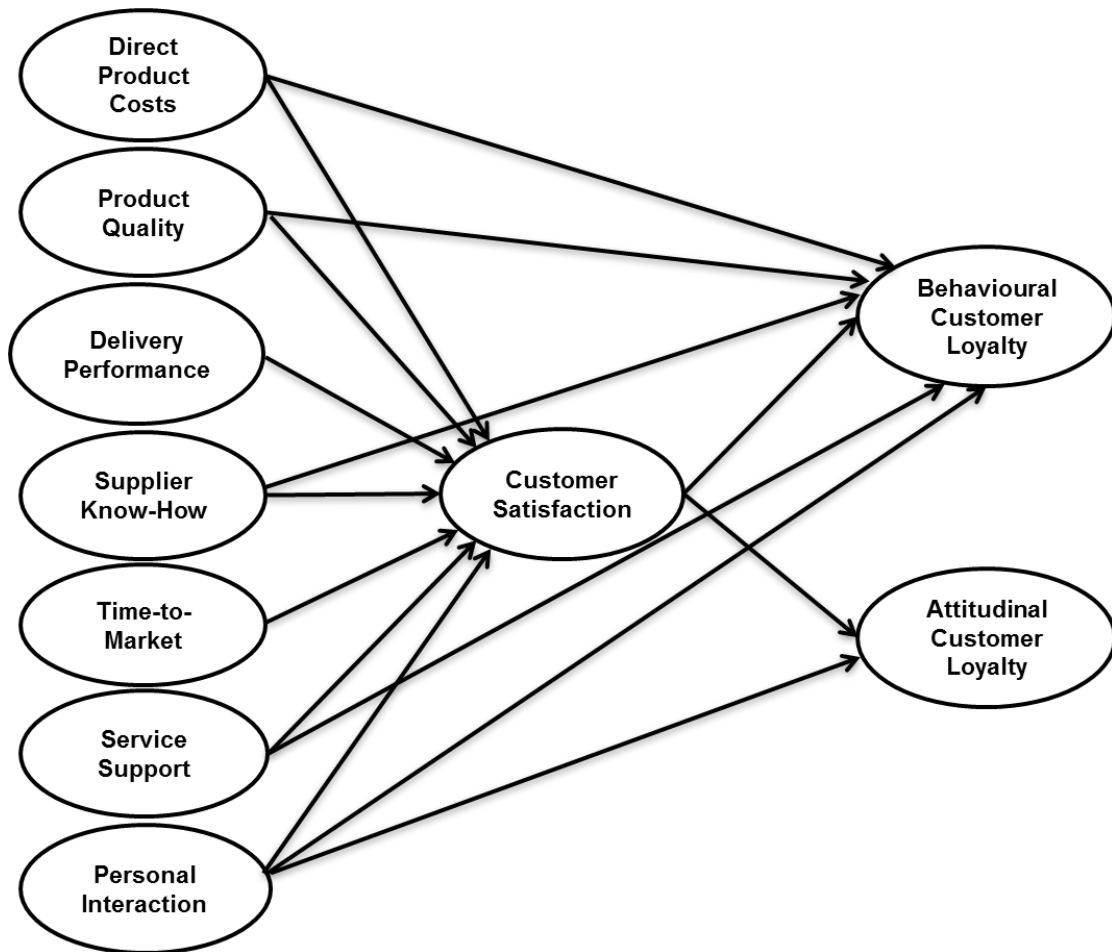 Direct
Product
Costs
Product
Quality
Delivery
Performance
Supplier
Know-How
Time-to-
Market
Service
Support
Personal
Interaction
Customer
Satisfaction
Behavioural
Customer
Loyalty
Attitudinal
Customer
Loyalty